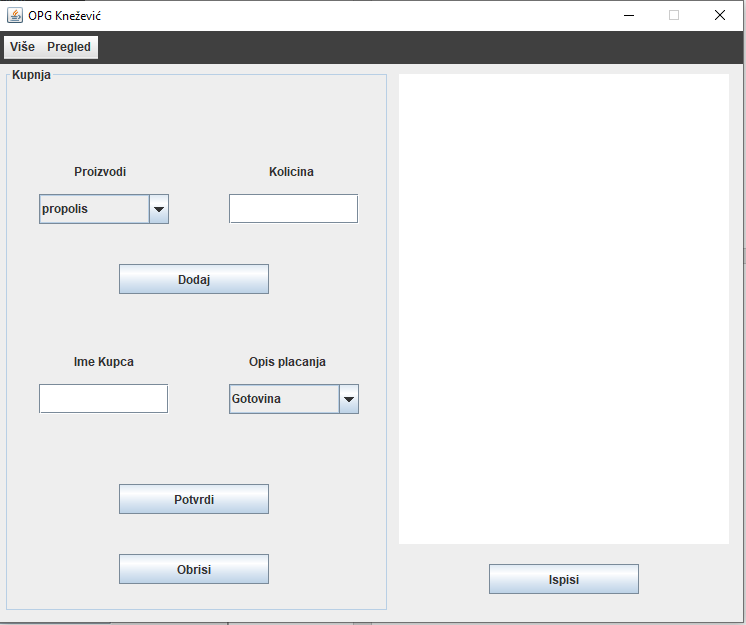 OPG Knežević
Više Pregled
Kupnja
Proizvodi Kolicina
propolis
Dodaj
Ime Kupca Opis placanja
Gotovina
Potvrdi
Obrisi
Ispisi